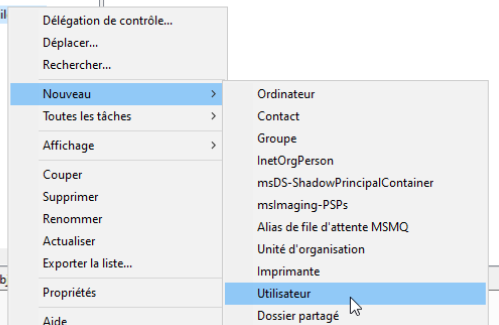 Délégation de contrôle...
Déplacer...
Rechercher...
Nouveau >
Toutes les tâches >
Affichage >
Couper
Supprimer
Renommer
Actualiser
Exporter la liste...
Propriétés
Aide
Ordinateur
Contact
Groupe
InetOrgPerson
msDS-ShadowPrincipalContainer
msImaging-PSPs
Alias de file d'attente MSMQ
Unité d'organisation
Imprimante
Utilisateur
Dossier partagé